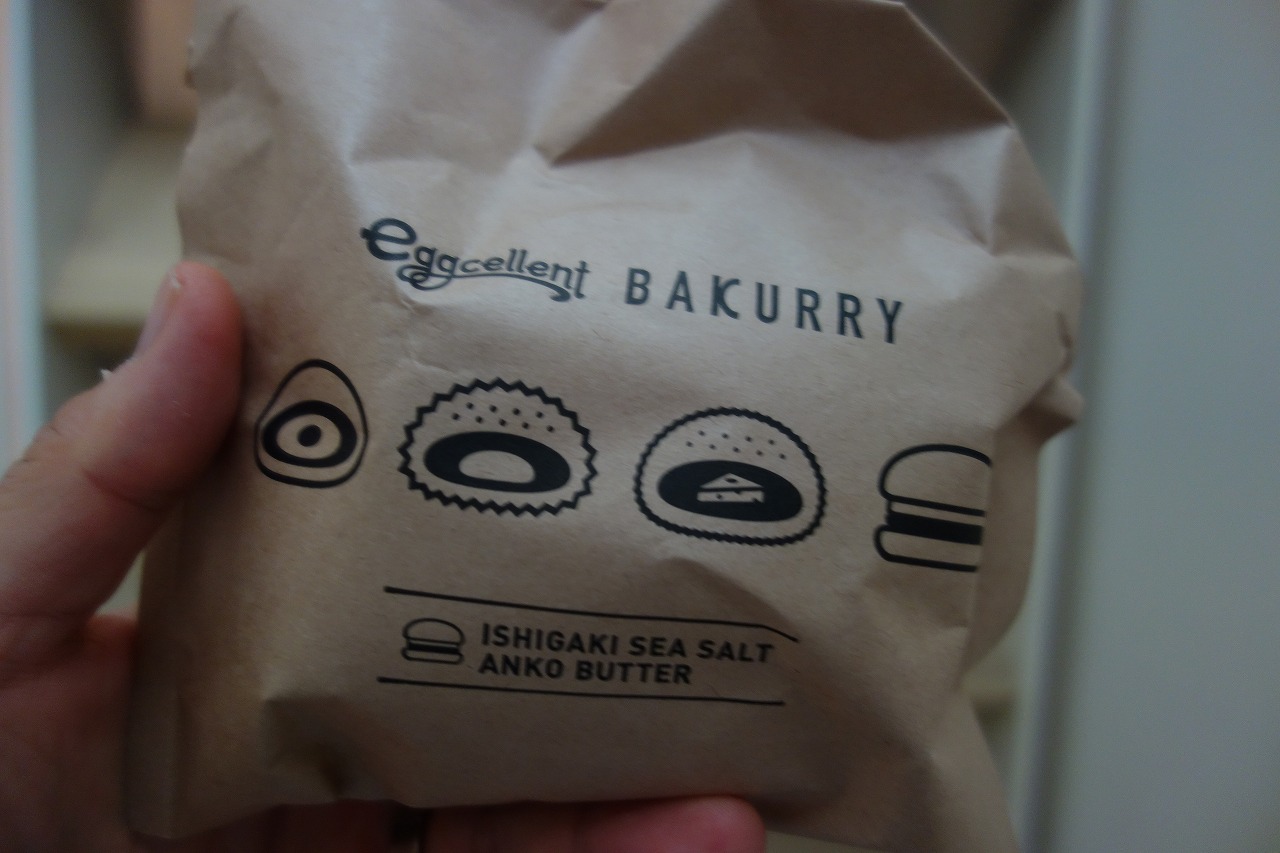 eggcellent BAKURRY
ISHIGAKI SEA SALT
ANKO BUTTER